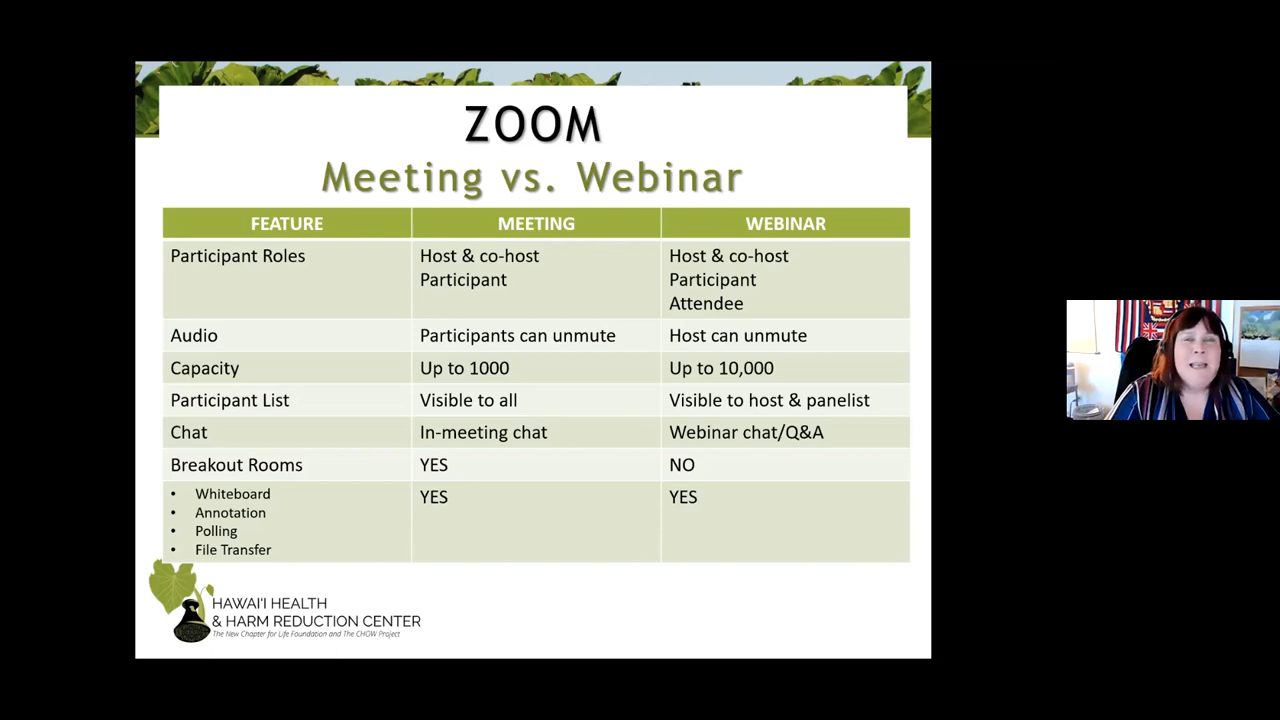 ZOOM
Meeting vs. Webinar
FEATURE MEETING WEBINAR
Participant Roles Host & co-host Host & co-host
Participant Participant
Attendee
Audio Participants can unmute Host can unmute
Capacity Up to 1000 Up to 10,000
Participant List Visible to all Visible to host & panelist
Chat In-meeting chat Webinar chat/Q&A
Breakout Rooms YES NO
• Whiteboard YES YES
• Annotation
• Polling
• File Transfer
HAWAI'I HEALTH
& HARM REDUCTION CENTER
The New Chapter for Life Foundation and The CHOW Project